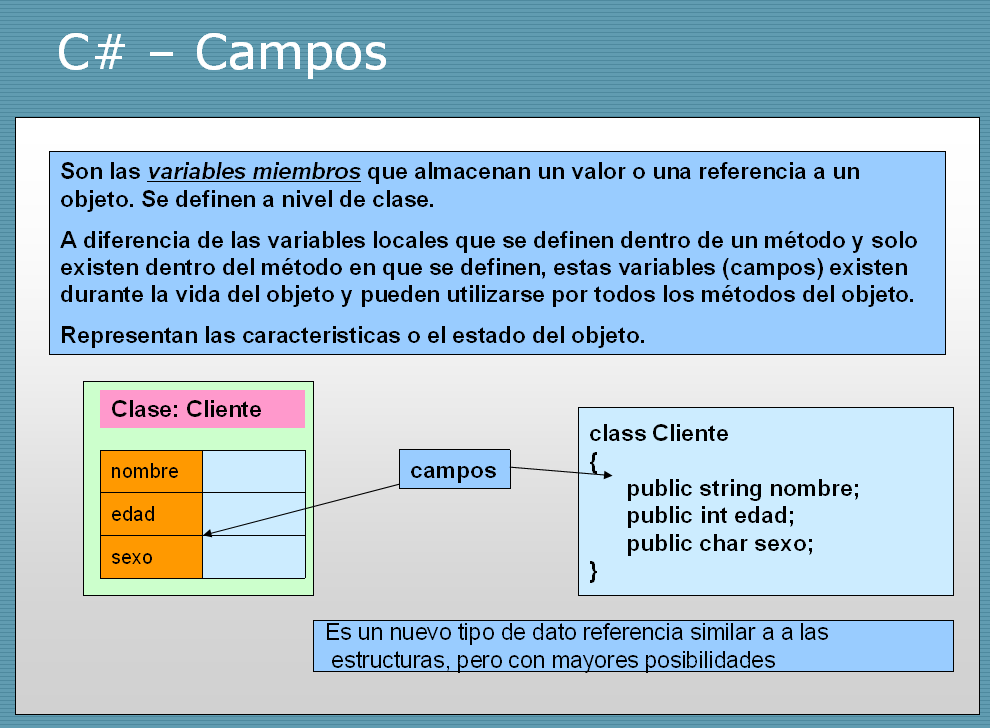 C# – Campos
Son las variables miembros que almacenan un valor o una referencia a un
objeto. Se definen a nivel de clase.
A diferencia de las variables locales que se definen dentro de un método y solo
existen dentro del método en que se definen, estas variables (campos) existen
durante la vida del objeto y pueden utilizarse por todos los métodos del objeto.
Representan las caracteristicas o el estado del objeto.
Clase: Cliente
nombre
edad
sexo
campos
class Cliente
{
public string nombre;
public int edad;
public char sexo;
}
Es un nuevo tipo de dato referencia similar a a las
estructuras, pero con mayores posibilidades